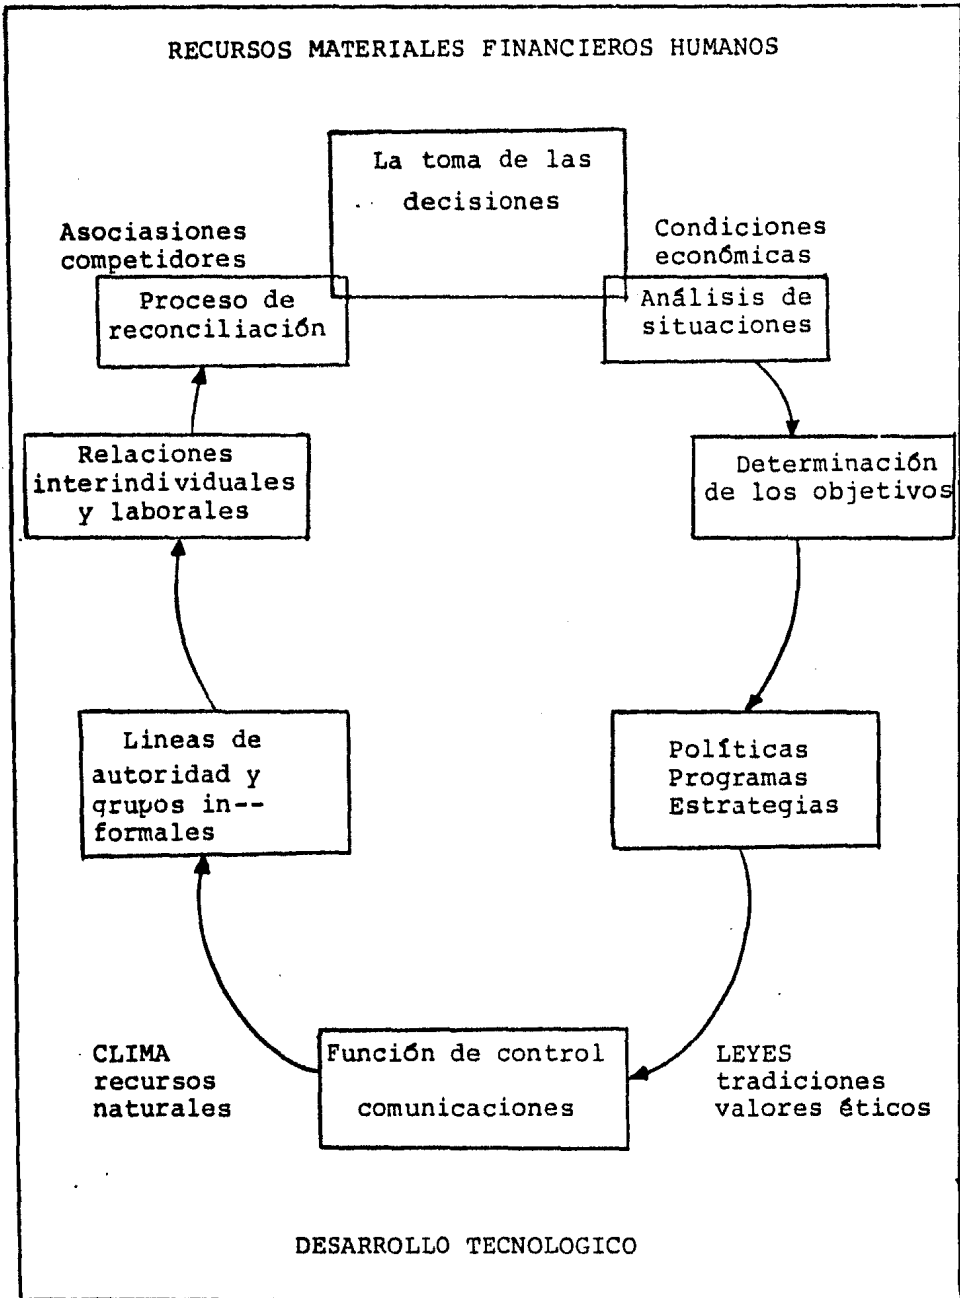 RECURSOS MATERIALES FINANCIEROS HUMANOS
La toma de las
decisiones
Asociasiones
competidores
Condiciones
económicas
Proceso de
reconciliación
Análisis de
situaciones
Relaciones
interindividuales
y laborales
Determinación
de los objetivos
Lineas de
autoridad y
grupos in--
formales
Políticas
Programas
Estrategias
CLIMA
recursos
naturales
Función de control
comunicaciones
LEYES
tradiciones
valores éticos
DESARROLLO TECNOLOGICO